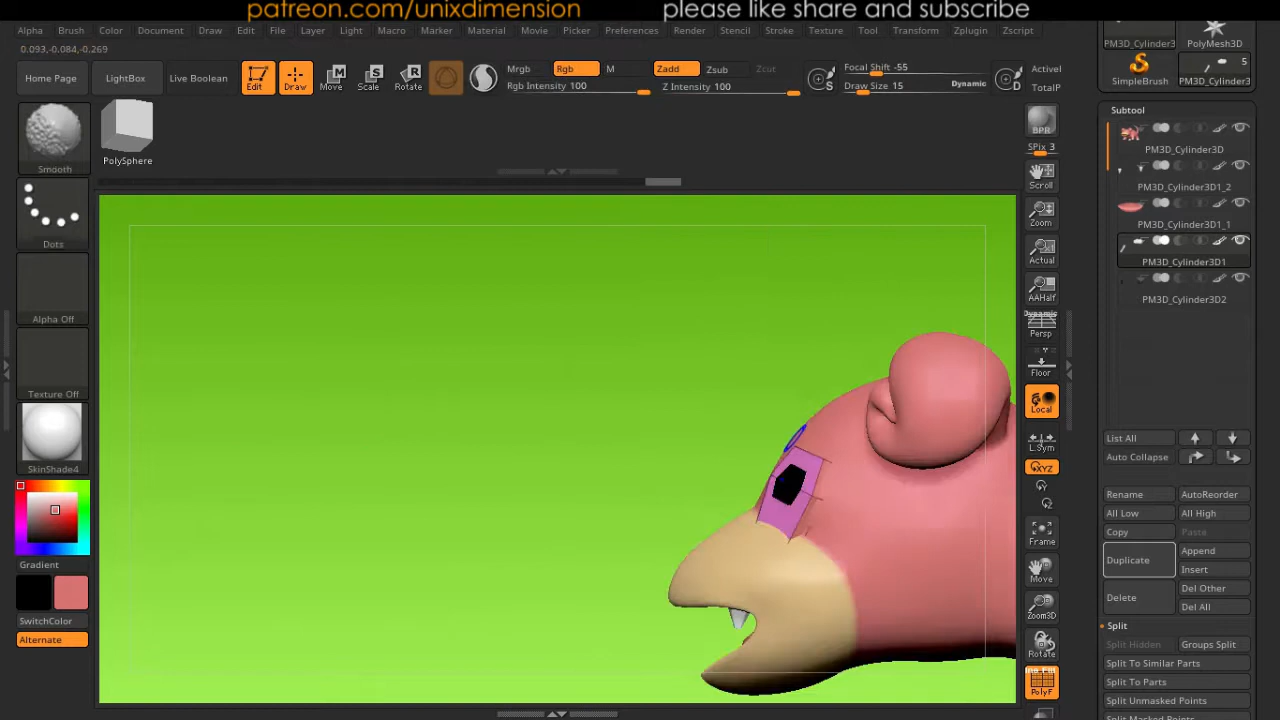 patreon.com/unixdimension please like share and subscribe
Alpha Brush Color Document Draw Edit File Layer Light Macro Marker Material Movie Picker Preferences Render Stencil Stroke Texture Tool Transform Zplugin Zscript
PM3D_Cylinder3 PolyMesh3D
0.093,-0.084,-0.269
Home Page LightBox Live Boolean Edit Draw Move Scale Rotate
Mrgb Rgb M Zadd Zsub Zcut Focal Shift -55 Activel
Rgb Intensity 100 Z Intensity 100 Draw Size 15 Dynamic TotalP
SimpleBrush PM3D_Cylinder3 5
Smooth
PolySphere
Dots
Alpha Off
Texture Off
SkinShade4
Gradient
SwitchColor
Alternate
BPR
SPix 3
Scroll
Zoom
Actual
AAHalf
Dynamic
Persp
Floor
Local
L.Sym
XYZ
Frame
Move
Zoom3D
Rotate
PolyF
Subtool
PM3D_Cylinder3D
PM3D_Cylinder3D1_2
PM3D_Cylinder3D1_1
PM3D_Cylinder3D1
PM3D_Cylinder3D2
List All
Auto Collapse
Rename AutoReorder
All Low All High
Copy Paste
Duplicate Append
Insert
Delete Del Other
Del All
Split
Split Hidden Groups Split
Split To Similar Parts
Split To Parts
Split Unmasked Points